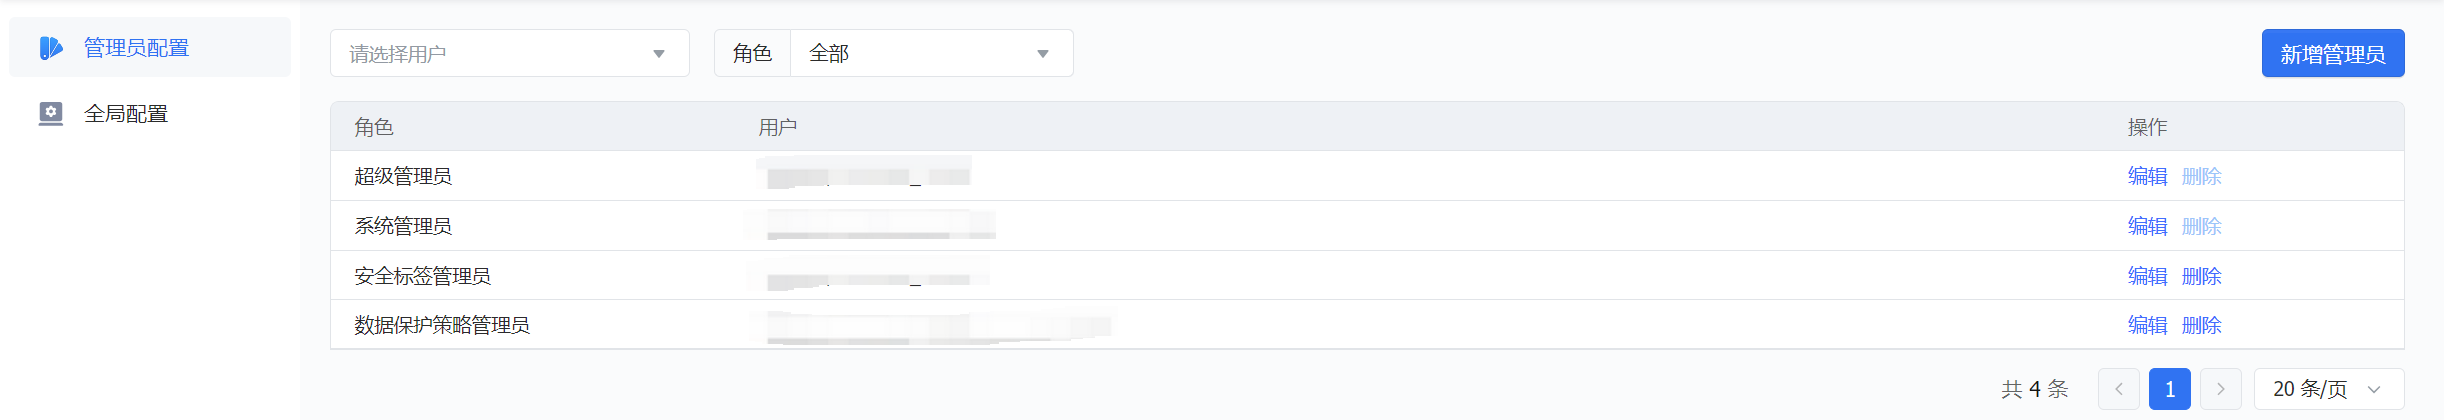 管理员配置
全局配置
请选择用户
角色 全部
新增管理员
角色 用户 操作
超级管理员 编辑 删除
系统管理员 编辑 删除
安全标签管理员 编辑 删除
数据保护策略管理员 编辑 删除
共 4 条 1 20 条/页